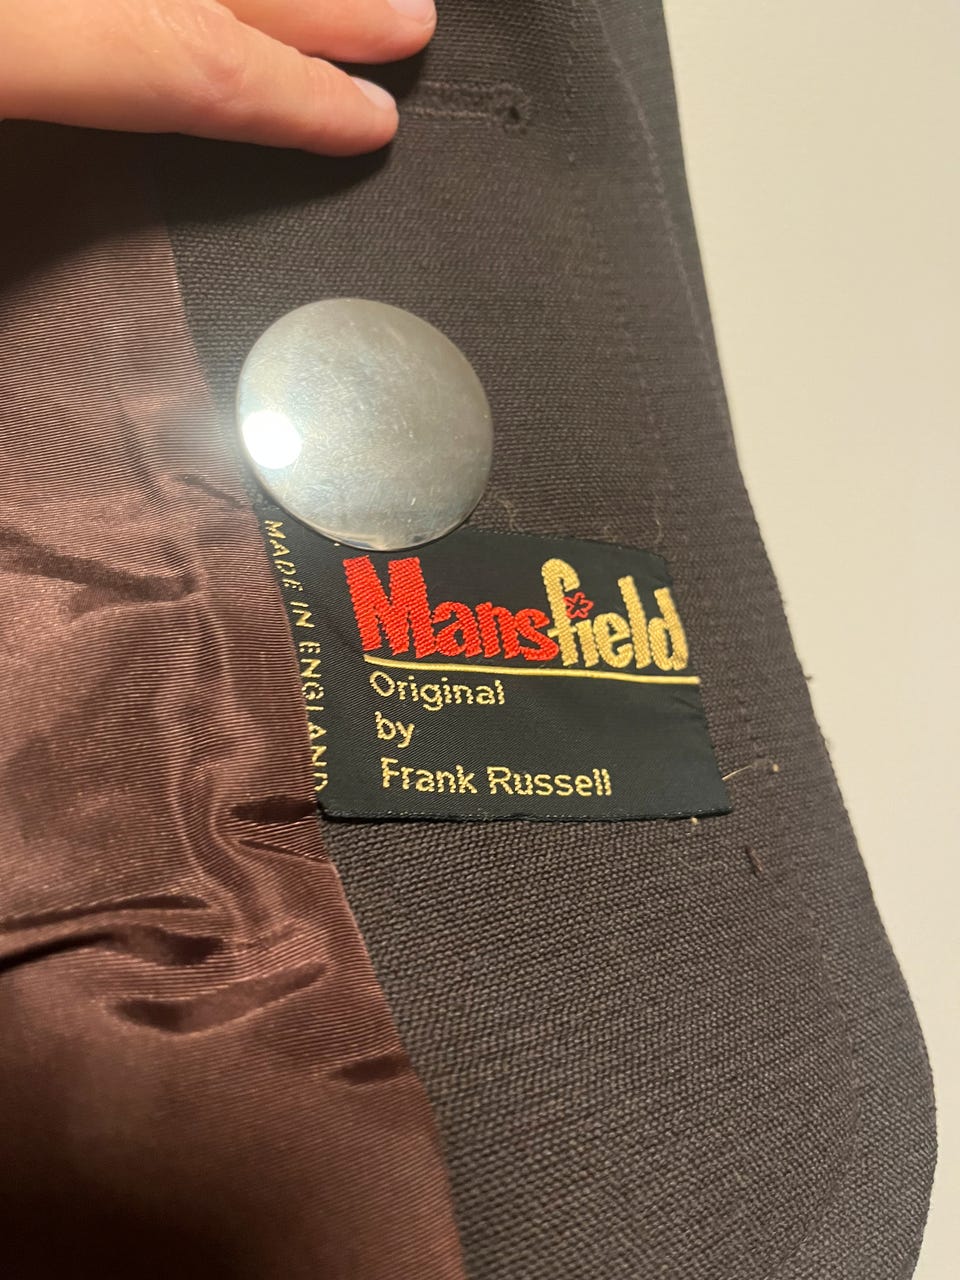 MADE IN ENGLAND
Mansfield
Original
by
Frank Russell